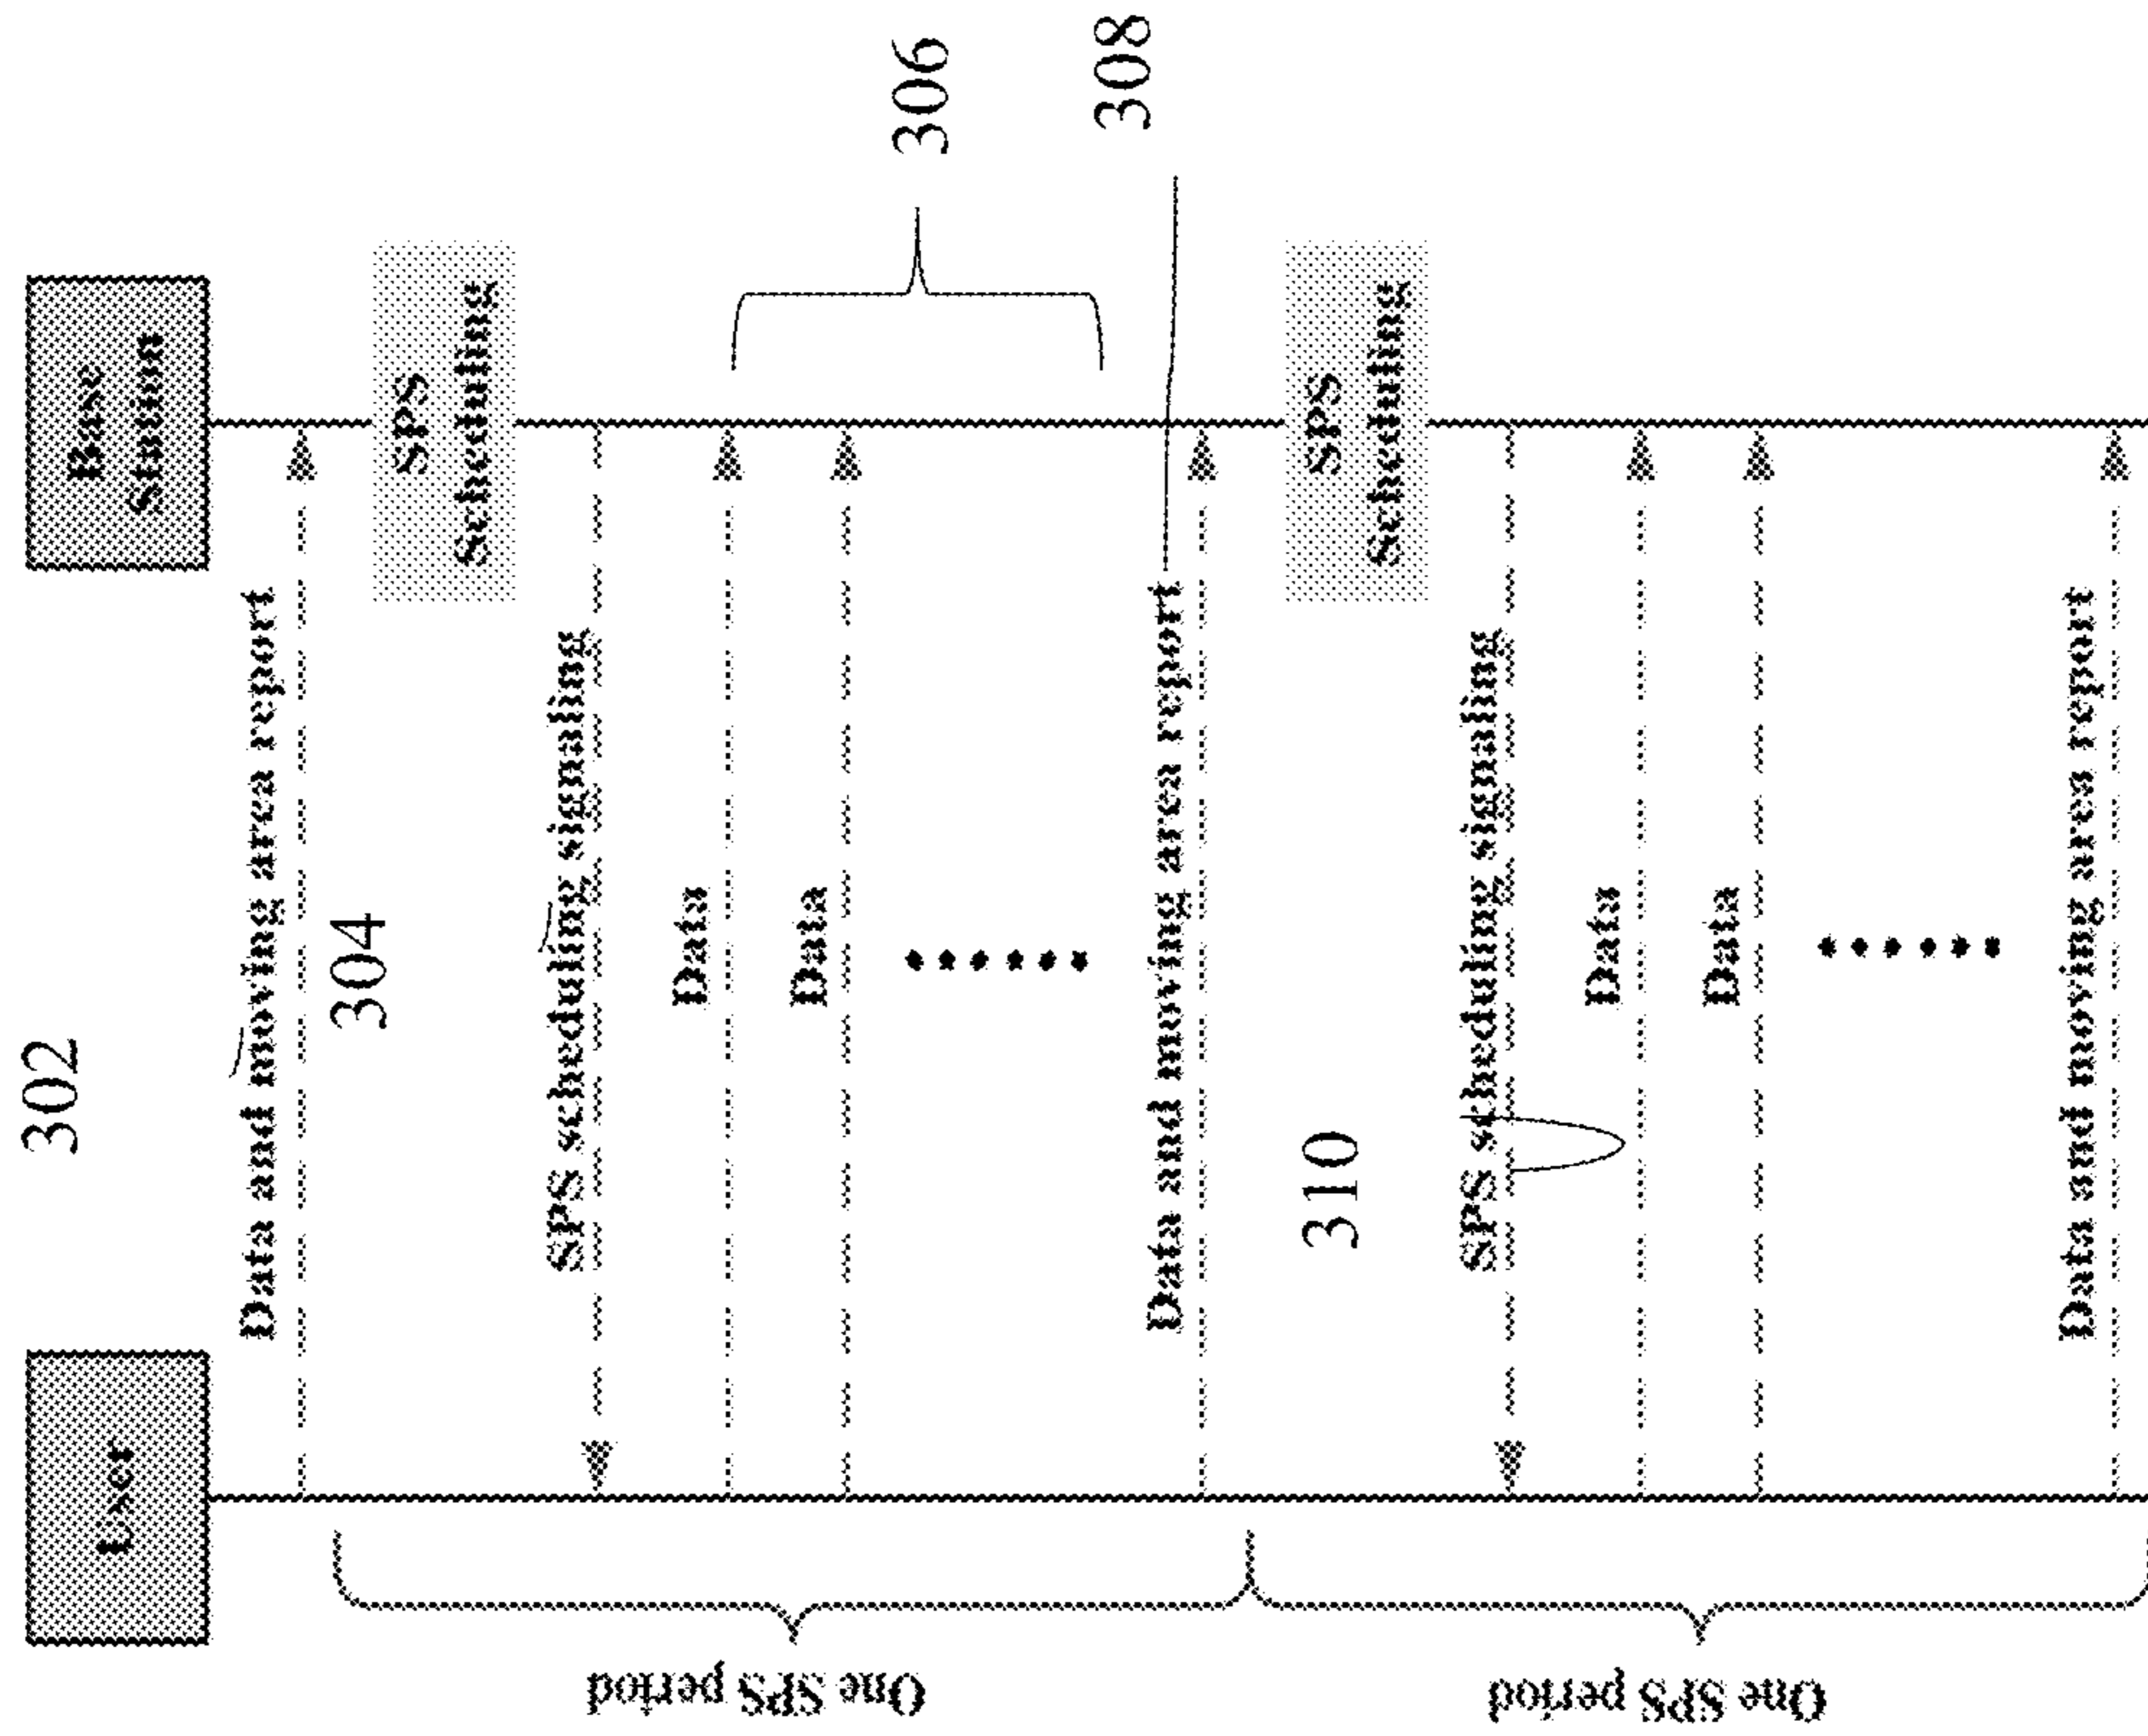 302
User
Base
Station
Data and moving area report
304
SPS
Scheduling
SPS scheduling signaling
Data
306
Data
Data and moving area report
308
310
SPS
Scheduling
SPS scheduling signaling
Data
Data
Data and moving area report
One SPS period
One SPS period